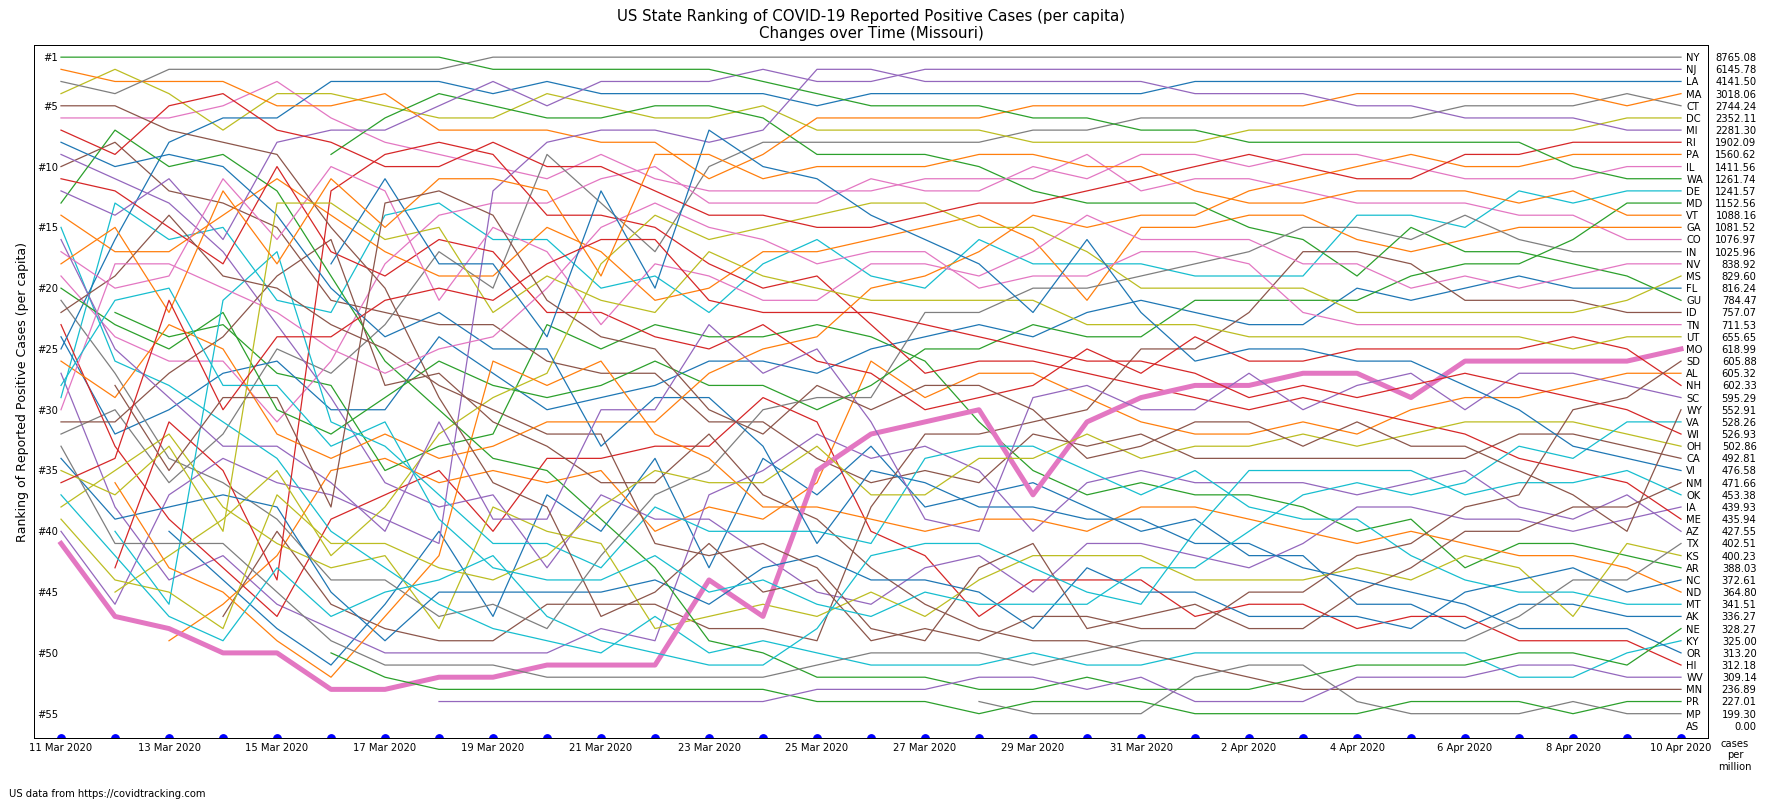 US State Ranking of COVID-19 Reported Positive Cases (per capita)
Changes over Time (Missouri)
Ranking of Reported Positive Cases (per capita)
#1
#5
#10
#15
#20
#25
#30
#35
#40
#45
#50
#55
NY 8765.08
NJ 6145.78
LA 4141.50
MA 3018.06
CT 2744.24
DC 2352.11
MI 2281.30
RI 1902.09
PA 1560.62
IL 1411.56
WA 1261.74
DE 1241.57
MD 1152.56
VT 1088.16
GA 1081.52
CO 1076.97
IN 1025.96
NV 838.92
MS 829.60
FL 816.24
GU 784.47
ID 757.07
TN 711.53
UT 655.65
MO 618.99
SD 605.88
AL 605.32
NH 602.33
SC 595.29
WY 552.91
VA 528.26
WI 526.93
OH 502.86
CA 492.81
VI 476.58
NM 471.66
OK 453.38
IA 439.93
ME 435.94
AZ 427.55
TX 402.51
KS 400.23
AR 388.03
NC 372.61
ND 364.80
MT 341.51
AK 336.27
NE 328.27
KY 325.00
OR 313.20
HI 312.18
WV 309.14
MN 236.89
PR 227.01
MP 199.30
AS 0.00
11 Mar 2020 13 Mar 2020 15 Mar 2020 17 Mar 2020 19 Mar 2020 21 Mar 2020 23 Mar 2020 25 Mar 2020 27 Mar 2020 29 Mar 2020 31 Mar 2020 2 Apr 2020 4 Apr 2020 6 Apr 2020 8 Apr 2020 10 Apr 2020
cases
per
million
US data from https://covidtracking.com